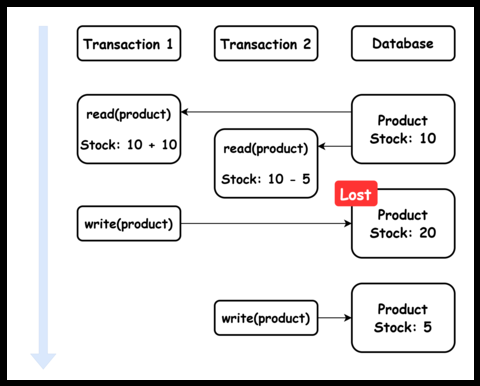 Transaction 1
Transaction 2
Database
read(product)
Stock: 10 + 10
Product
Stock: 10
read(product)
Stock: 10 - 5
Lost
write(product)
Product
Stock: 20
write(product)
Product
Stock: 5